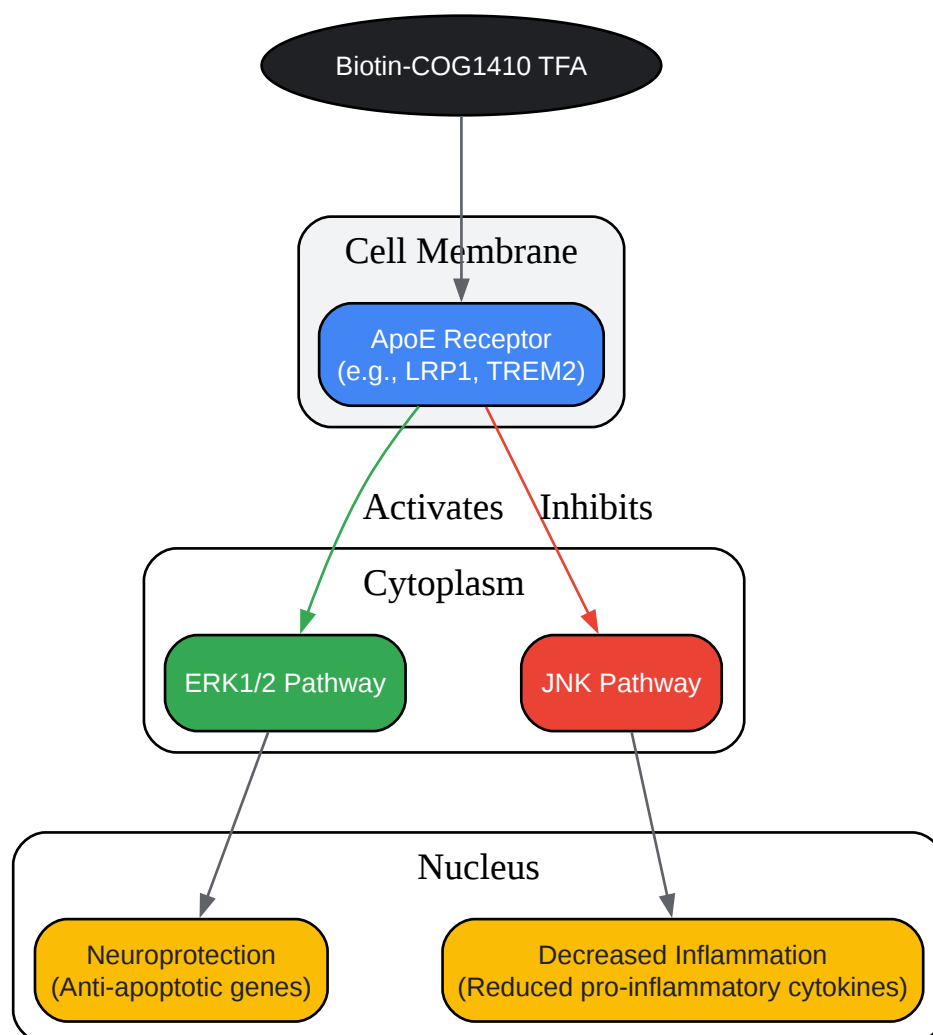 Biotin-COG1410 TFA
Cell Membrane
ApoE Receptor
(e.g., LRP1, TREM2)
Activates
Inhibits
Cytoplasm
ERK1/2 Pathway
JNK Pathway
Nucleus
Neuroprotection
(Anti-apoptotic genes)
Decreased Inflammation
(Reduced pro-inflammatory cytokines)